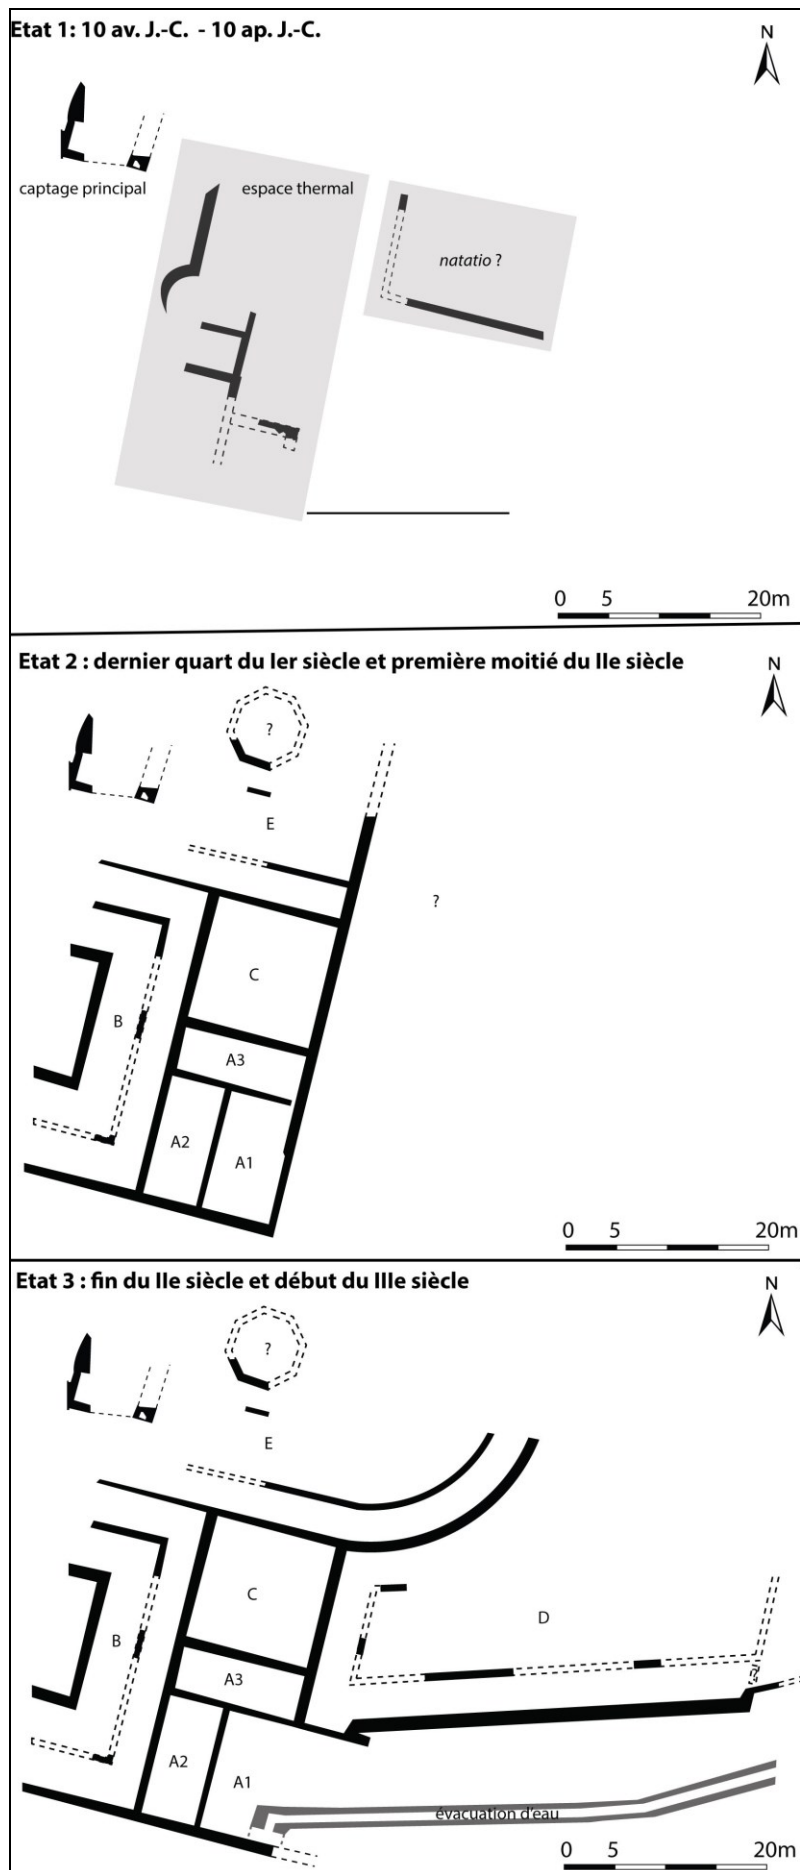 Etat 1: 10 av. J.-C. - 10 ap. J.-C.
N
captage principal
espace thermal
natatio ?
0 5 20m
Etat 2 : dernier quart du Ier siècle et première moitié du IIe siècle
N
?
E
?
C
B
A3
A2
A1
0 5 20m
Etat 3 : fin du IIe siècle et début du IIIe siècle
N
?
E
C
D
B
A3
A2
A1
évacuation d'eau
0 5 20m